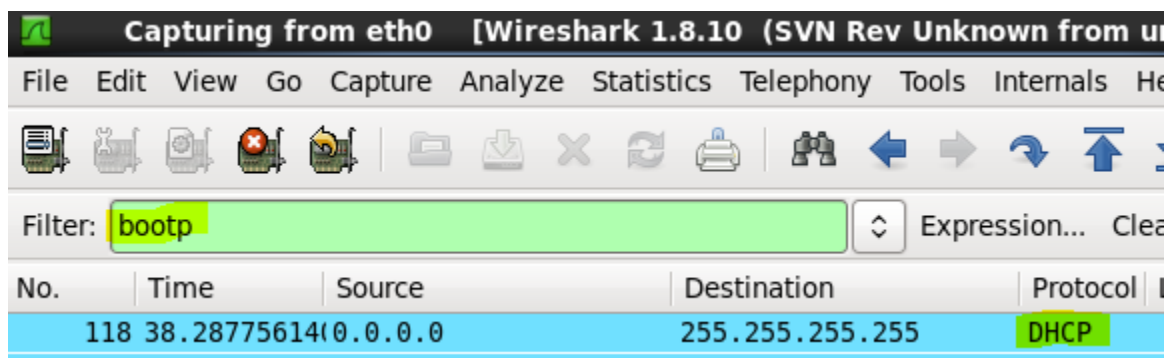 Capturing from eth0 [Wireshark 1.8.10 (SVN Rev Unknown from
File Edit View Go Capture Analyze Statistics Telephony Tools Internals
Filter: bootp Expression...
No. Time Source Destination Protocol
118 38.287756140 0.0.0.0 255.255.255.255 DHCP